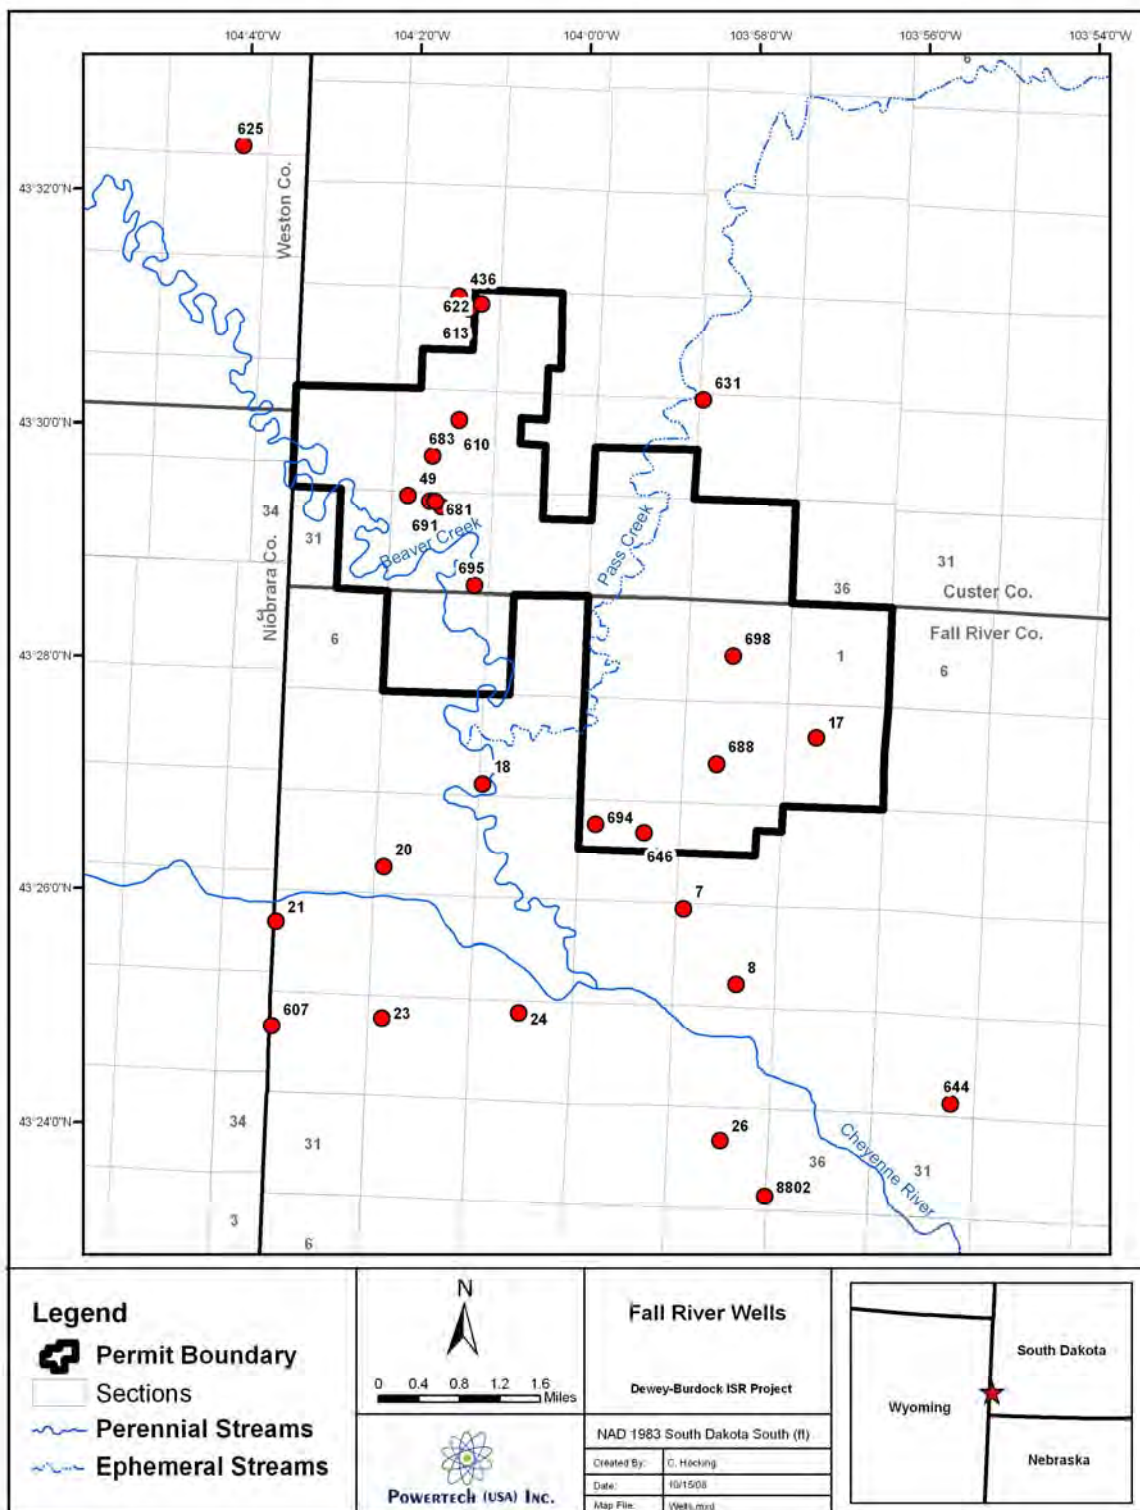 104°4'0"W
104°2'0"W
104°0'0"W
103°58'0"W
103°56'0"W
103°54'0"W
6
625
43°32'0"N
Weston Co.
436
622
613
631
43°30'0"N
683
610
49
681
691
34
31
Beaver Creek
Pass Creek
695
31
36
Custer Co.
Niobrara Co.
6
Fall River Co.
43°28'0"N
698
1
6
17
688
18
694
646
20
43°26'0"N
7
21
8
607
23
24
644
43°24'0"N
34
31
26
Cheyenne River
36
31
8802
3
6
Legend
Permit Boundary
Sections
Perennial Streams
Ephemeral Streams
N
0 0.4 0.8 1.2 1.6
Miles
POWERTECH (USA) INC.
Fall River Wells
Dewey-Burdock ISR Project
NAD 1983 South Dakota South (ft)
Created By: C. Hocking
Date: 10/15/08
Map File: Wells.mxd
South Dakota
Wyoming
Nebraska